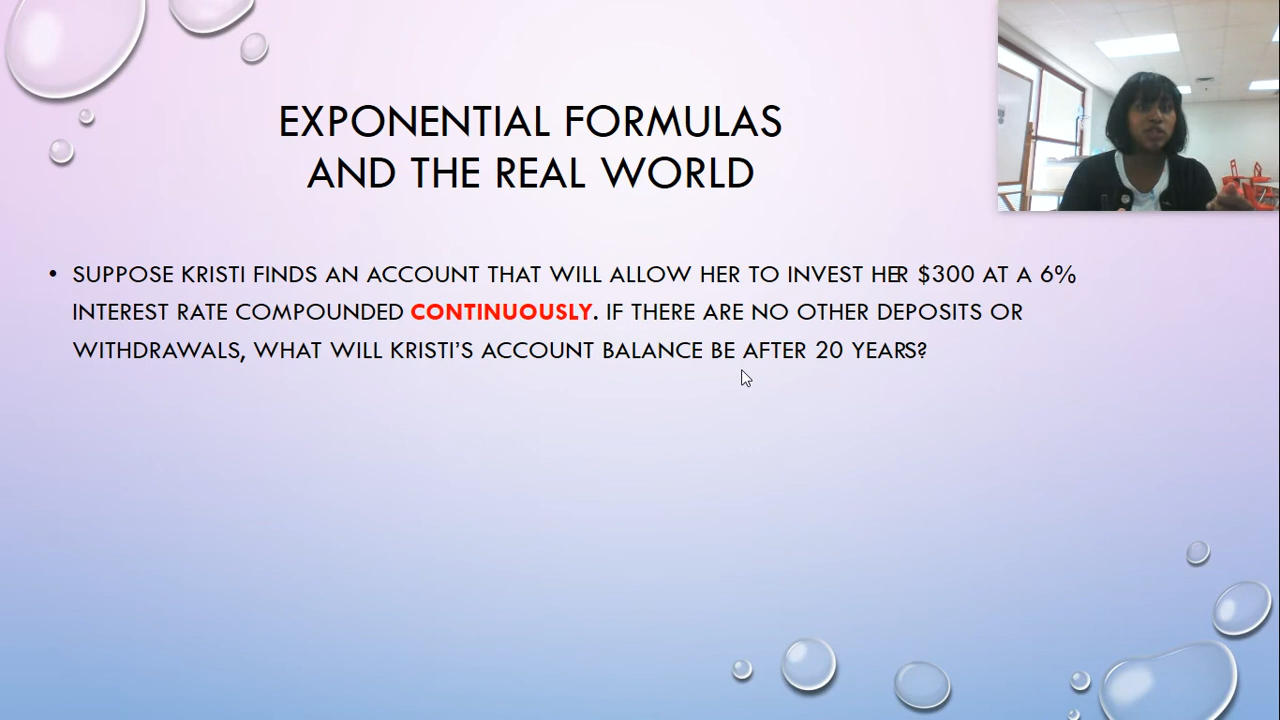 EXPONENTIAL FORMULAS
AND THE REAL WORLD
• SUPPOSE KRISTI FINDS AN ACCOUNT THAT WILL ALLOW HER TO INVEST HER $300 AT A 6%
INTEREST RATE COMPOUNDED CONTINUOUSLY. IF THERE ARE NO OTHER DEPOSITS OR
WITHDRAWALS, WHAT WILL KRISTI'S ACCOUNT BALANCE BE AFTER 20 YEARS?